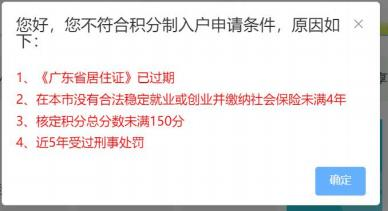 您好，您不符合积分制入户申请条件，原因如
下：
1、《广东省居住证》已过期
2、在本市没有合法稳定就业或创业并缴纳社会保险未满4年
3、核定积分总分数未满150分
4、近5年受过刑事处罚
确定